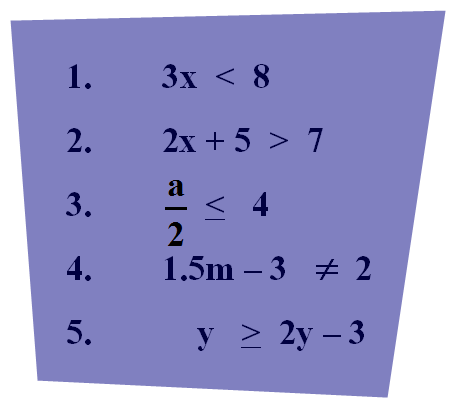 1. 3x < 8
2. 2x + 5 > 7
3. a/2 ≤ 4
4. 1.5m – 3 ≠ 2
5. y ≥ 2y – 3